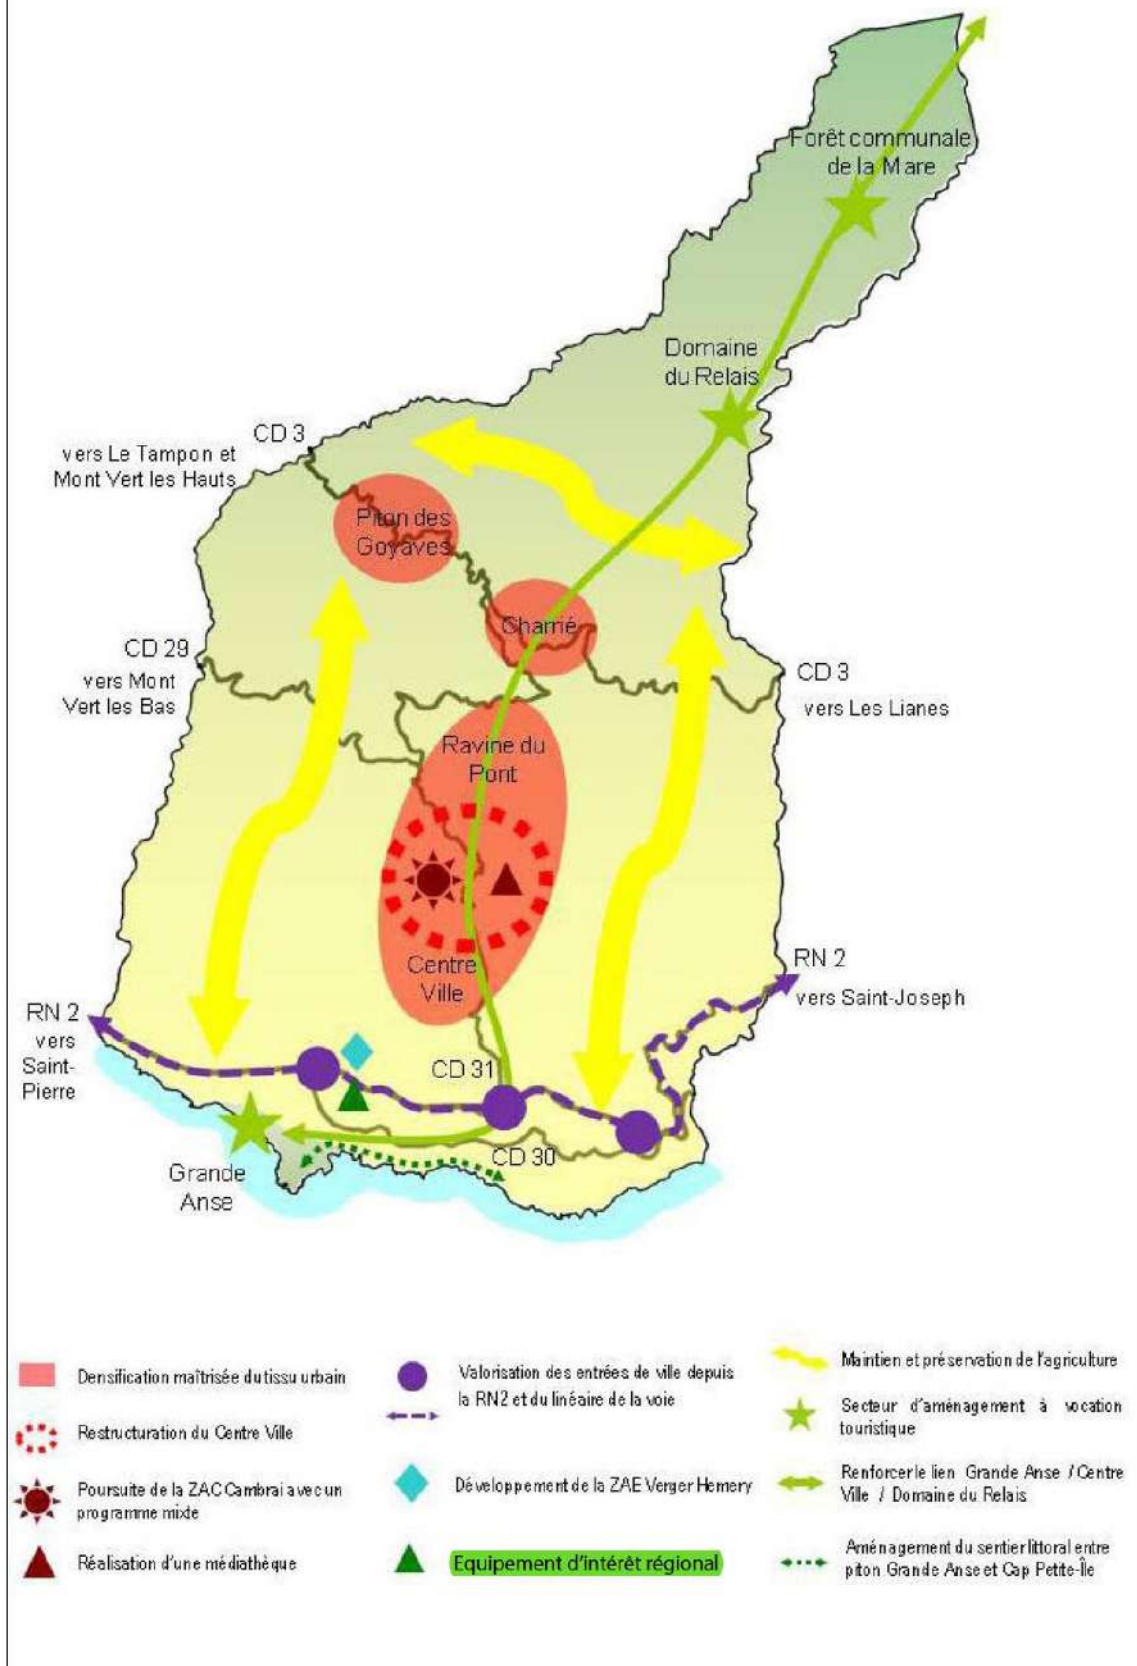 Forêt communale
de la Mare
Domaine
du Relais
CD 3
vers Le Tampon et
Mont Vert les Hauts
Piton des
Goyaves
Charrié
CD 29
vers Mont
Vert les Bas
CD 3
vers Les Lianes
Ravine du
Pont
Centre
Ville
RN 2
vers Saint-Joseph
RN 2
vers
Saint-
Pierre
CD 31
CD 30
Grande
Anse
Densification maîtrisée du tissu urbain
Restructuration du Centre Ville
Poursuite de la ZAC Cambrai avec un
programme mixte
Réalisation d'une médiathèque
Valorisation des entrées de ville depuis
la RN2 et du linéaire de la voie
Développement de la ZAE Verger Hemery
Equipement d'intérêt régional
Maintien et préservation de l'agriculture
Secteur d'aménagement à vocation
touristique
Renforcer le lien Grande Anse / Centre
Ville / Domaine du Relais
Aménagement du sentier littoral entre
piton Grande Anse et Cap Petite-Île